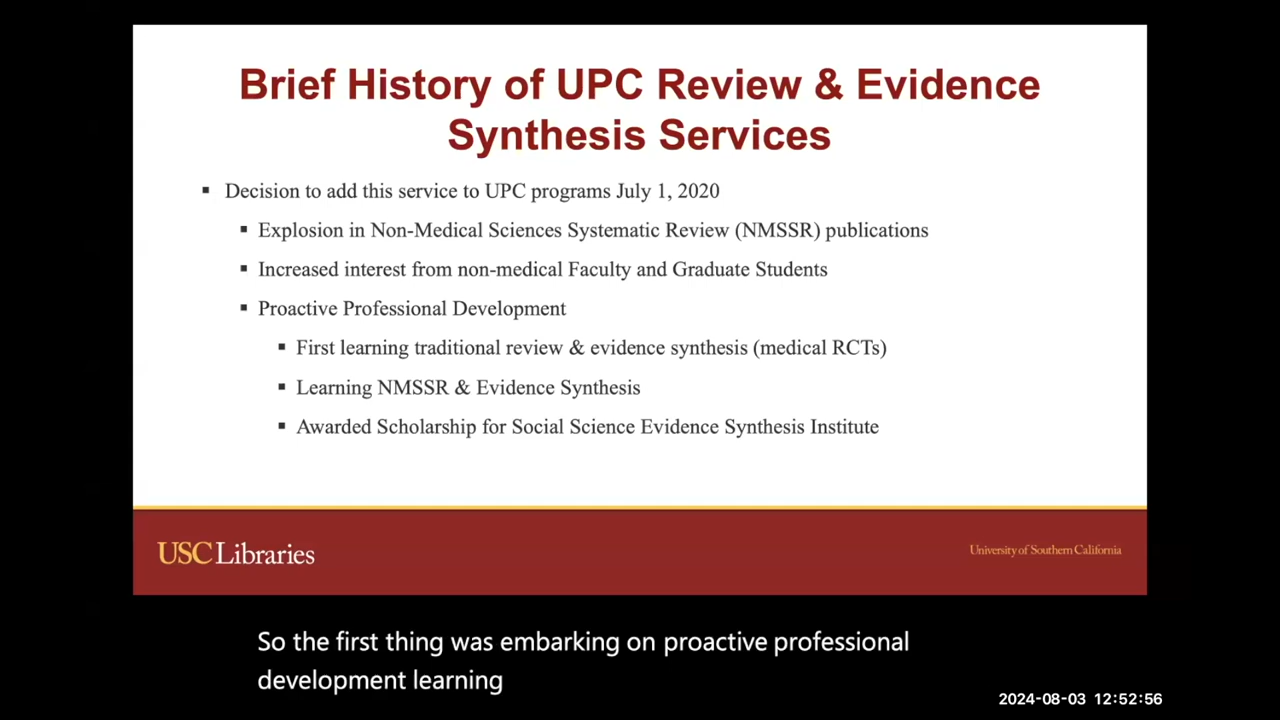 Brief History of UPC Review & Evidence
Synthesis Services
▪ Decision to add this service to UPC programs July 1, 2020
▪ Explosion in Non-Medical Sciences Systematic Review (NMSSR) publications
▪ Increased interest from non-medical Faculty and Graduate Students
▪ Proactive Professional Development
▪ First learning traditional review & evidence synthesis (medical RCTs)
▪ Learning NMSSR & Evidence Synthesis
▪ Awarded Scholarship for Social Science Evidence Synthesis Institute
USC Libraries
University of Southern California
So the first thing was embarking on proactive professional
development learning
2024-08-03 12:52:56